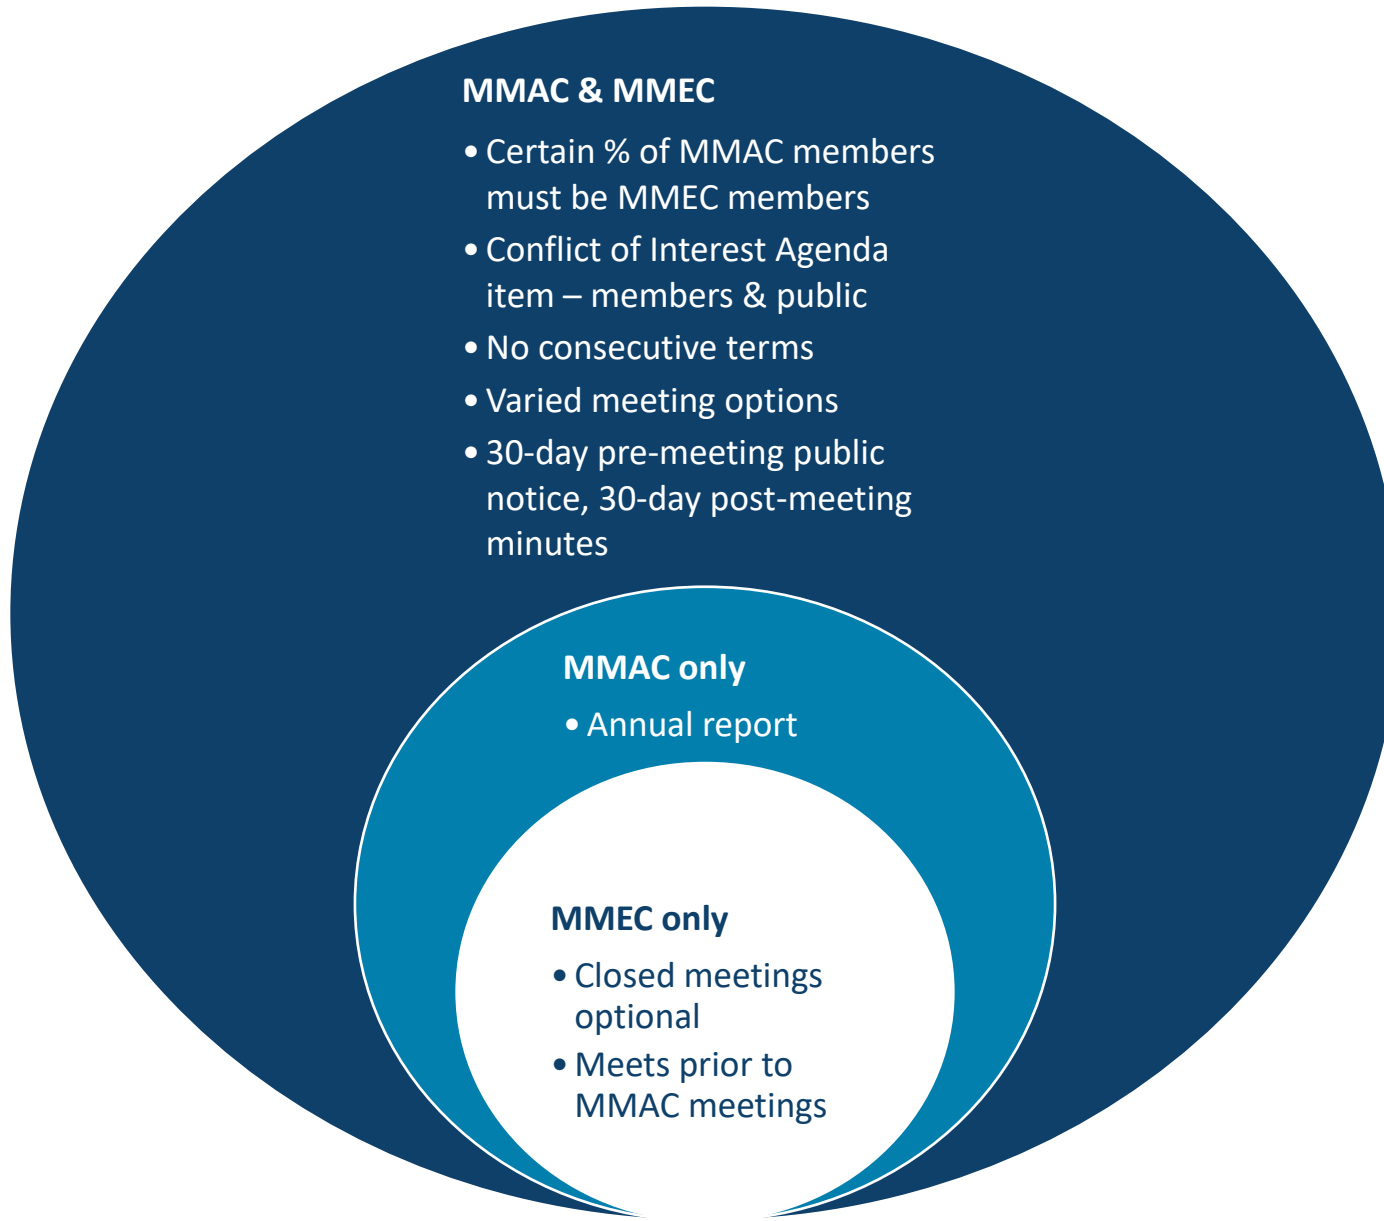 MMAC & MMEC
• Certain % of MMAC members
must be MMEC members
• Conflict of Interest Agenda
item – members & public
• No consecutive terms
• Varied meeting options
• 30-day pre-meeting public
notice, 30-day post-meeting
minutes
MMAC only
• Annual report
MMEC only
• Closed meetings
optional
• Meets prior to
MMAC meetings